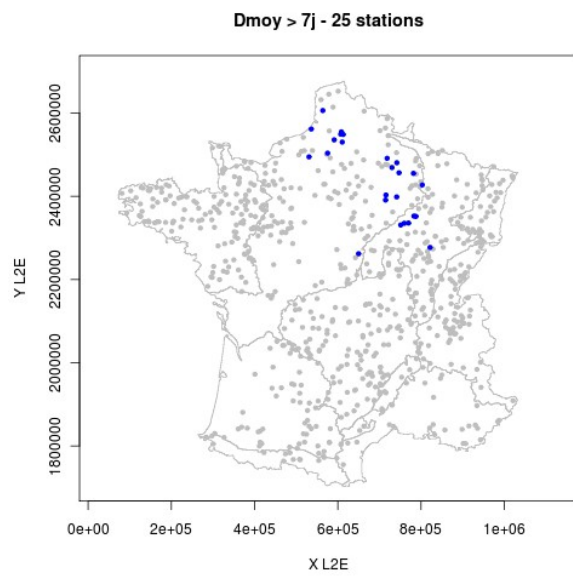 Dmoy > 7j - 25 stations
2600000
2400000
2200000
2000000
1800000
Y L2E
0e+00 2e+05 4e+05 6e+05 8e+05 1e+06
X L2E